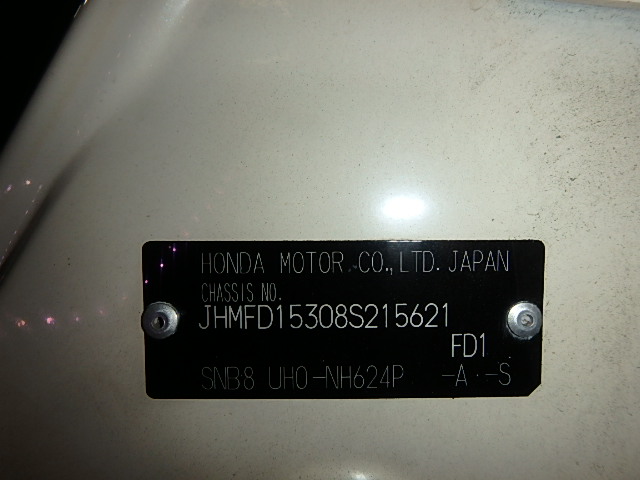 HONDA MOTOR CO.,LTD. JAPAN
CHASSIS NO.
JHMFD15308S215621
FD1
SNB8 UH0-NH624P -A -S